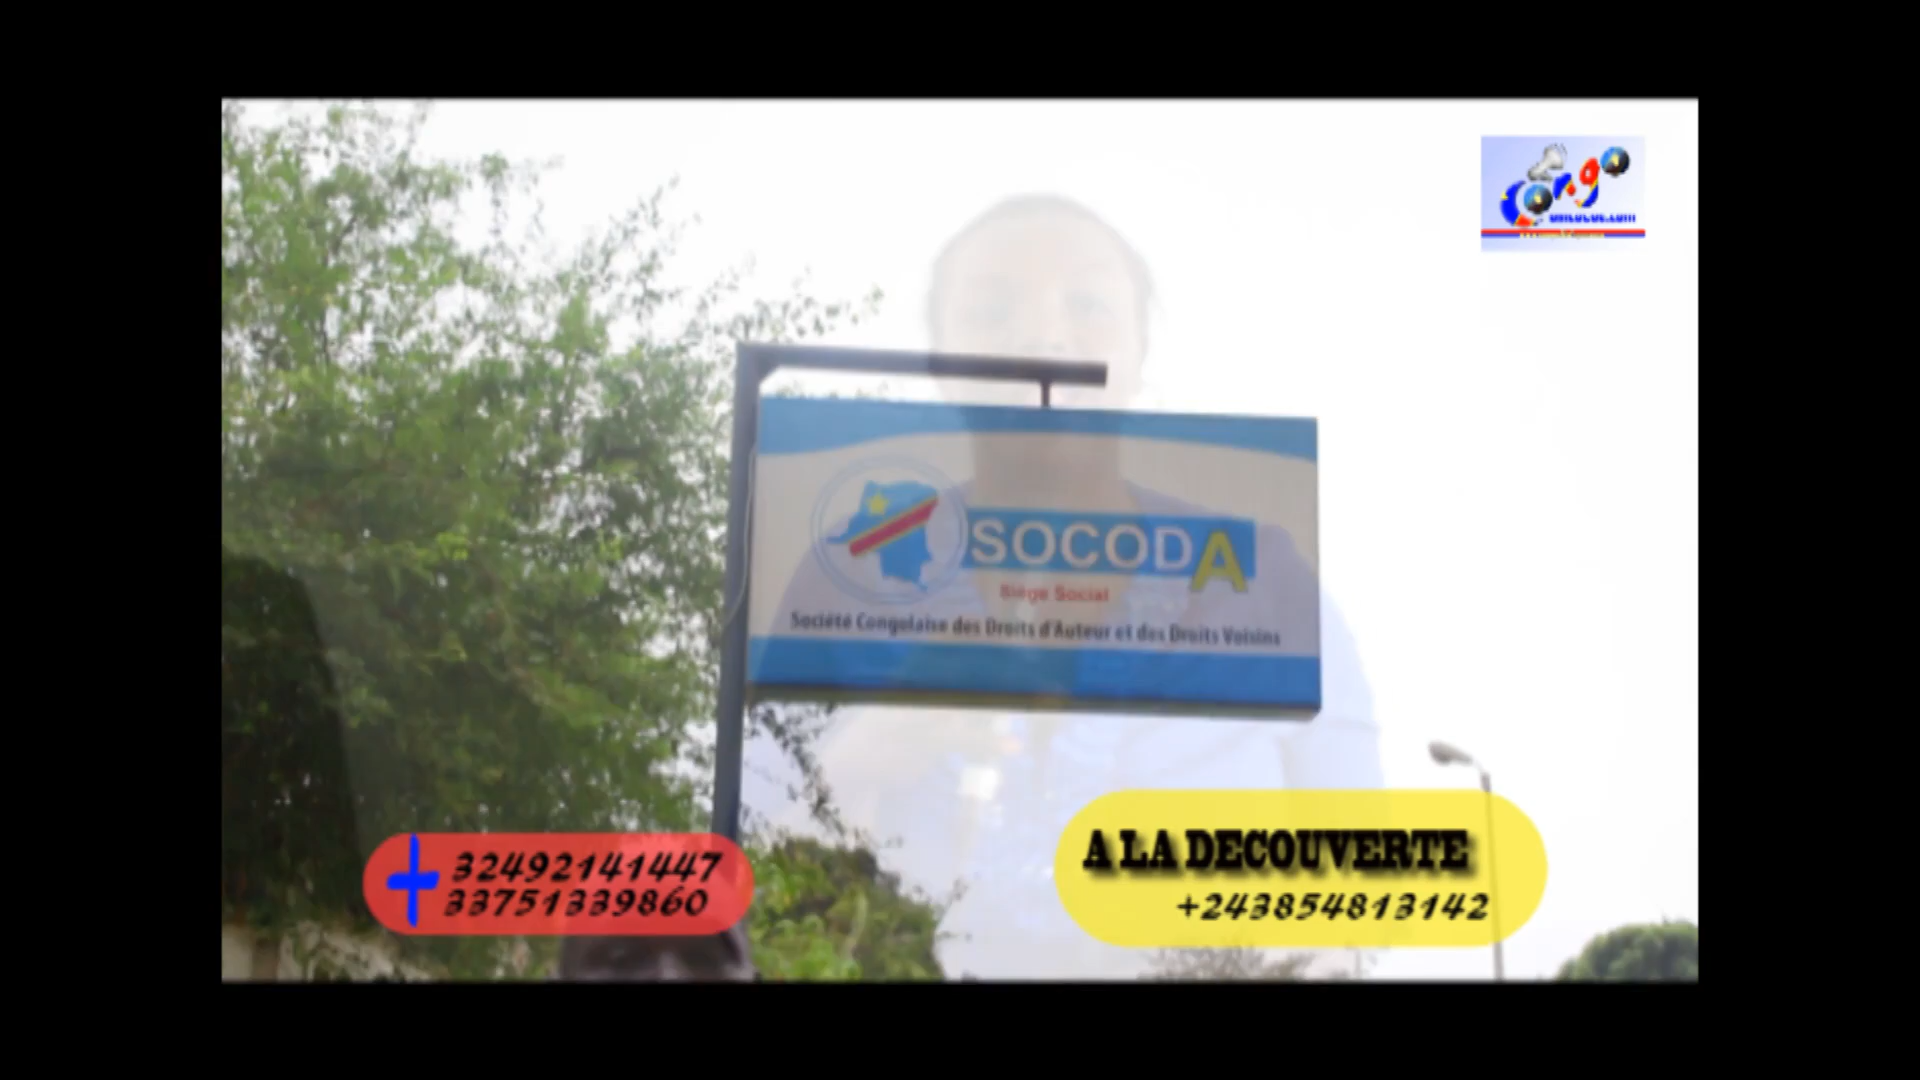 SOCODA
Siège Social
Société Congolaise des Droits d'Auteur et des Droits Voisins
+ 32492141447
33751339860
A LA DECOUVERTE
+243854813142